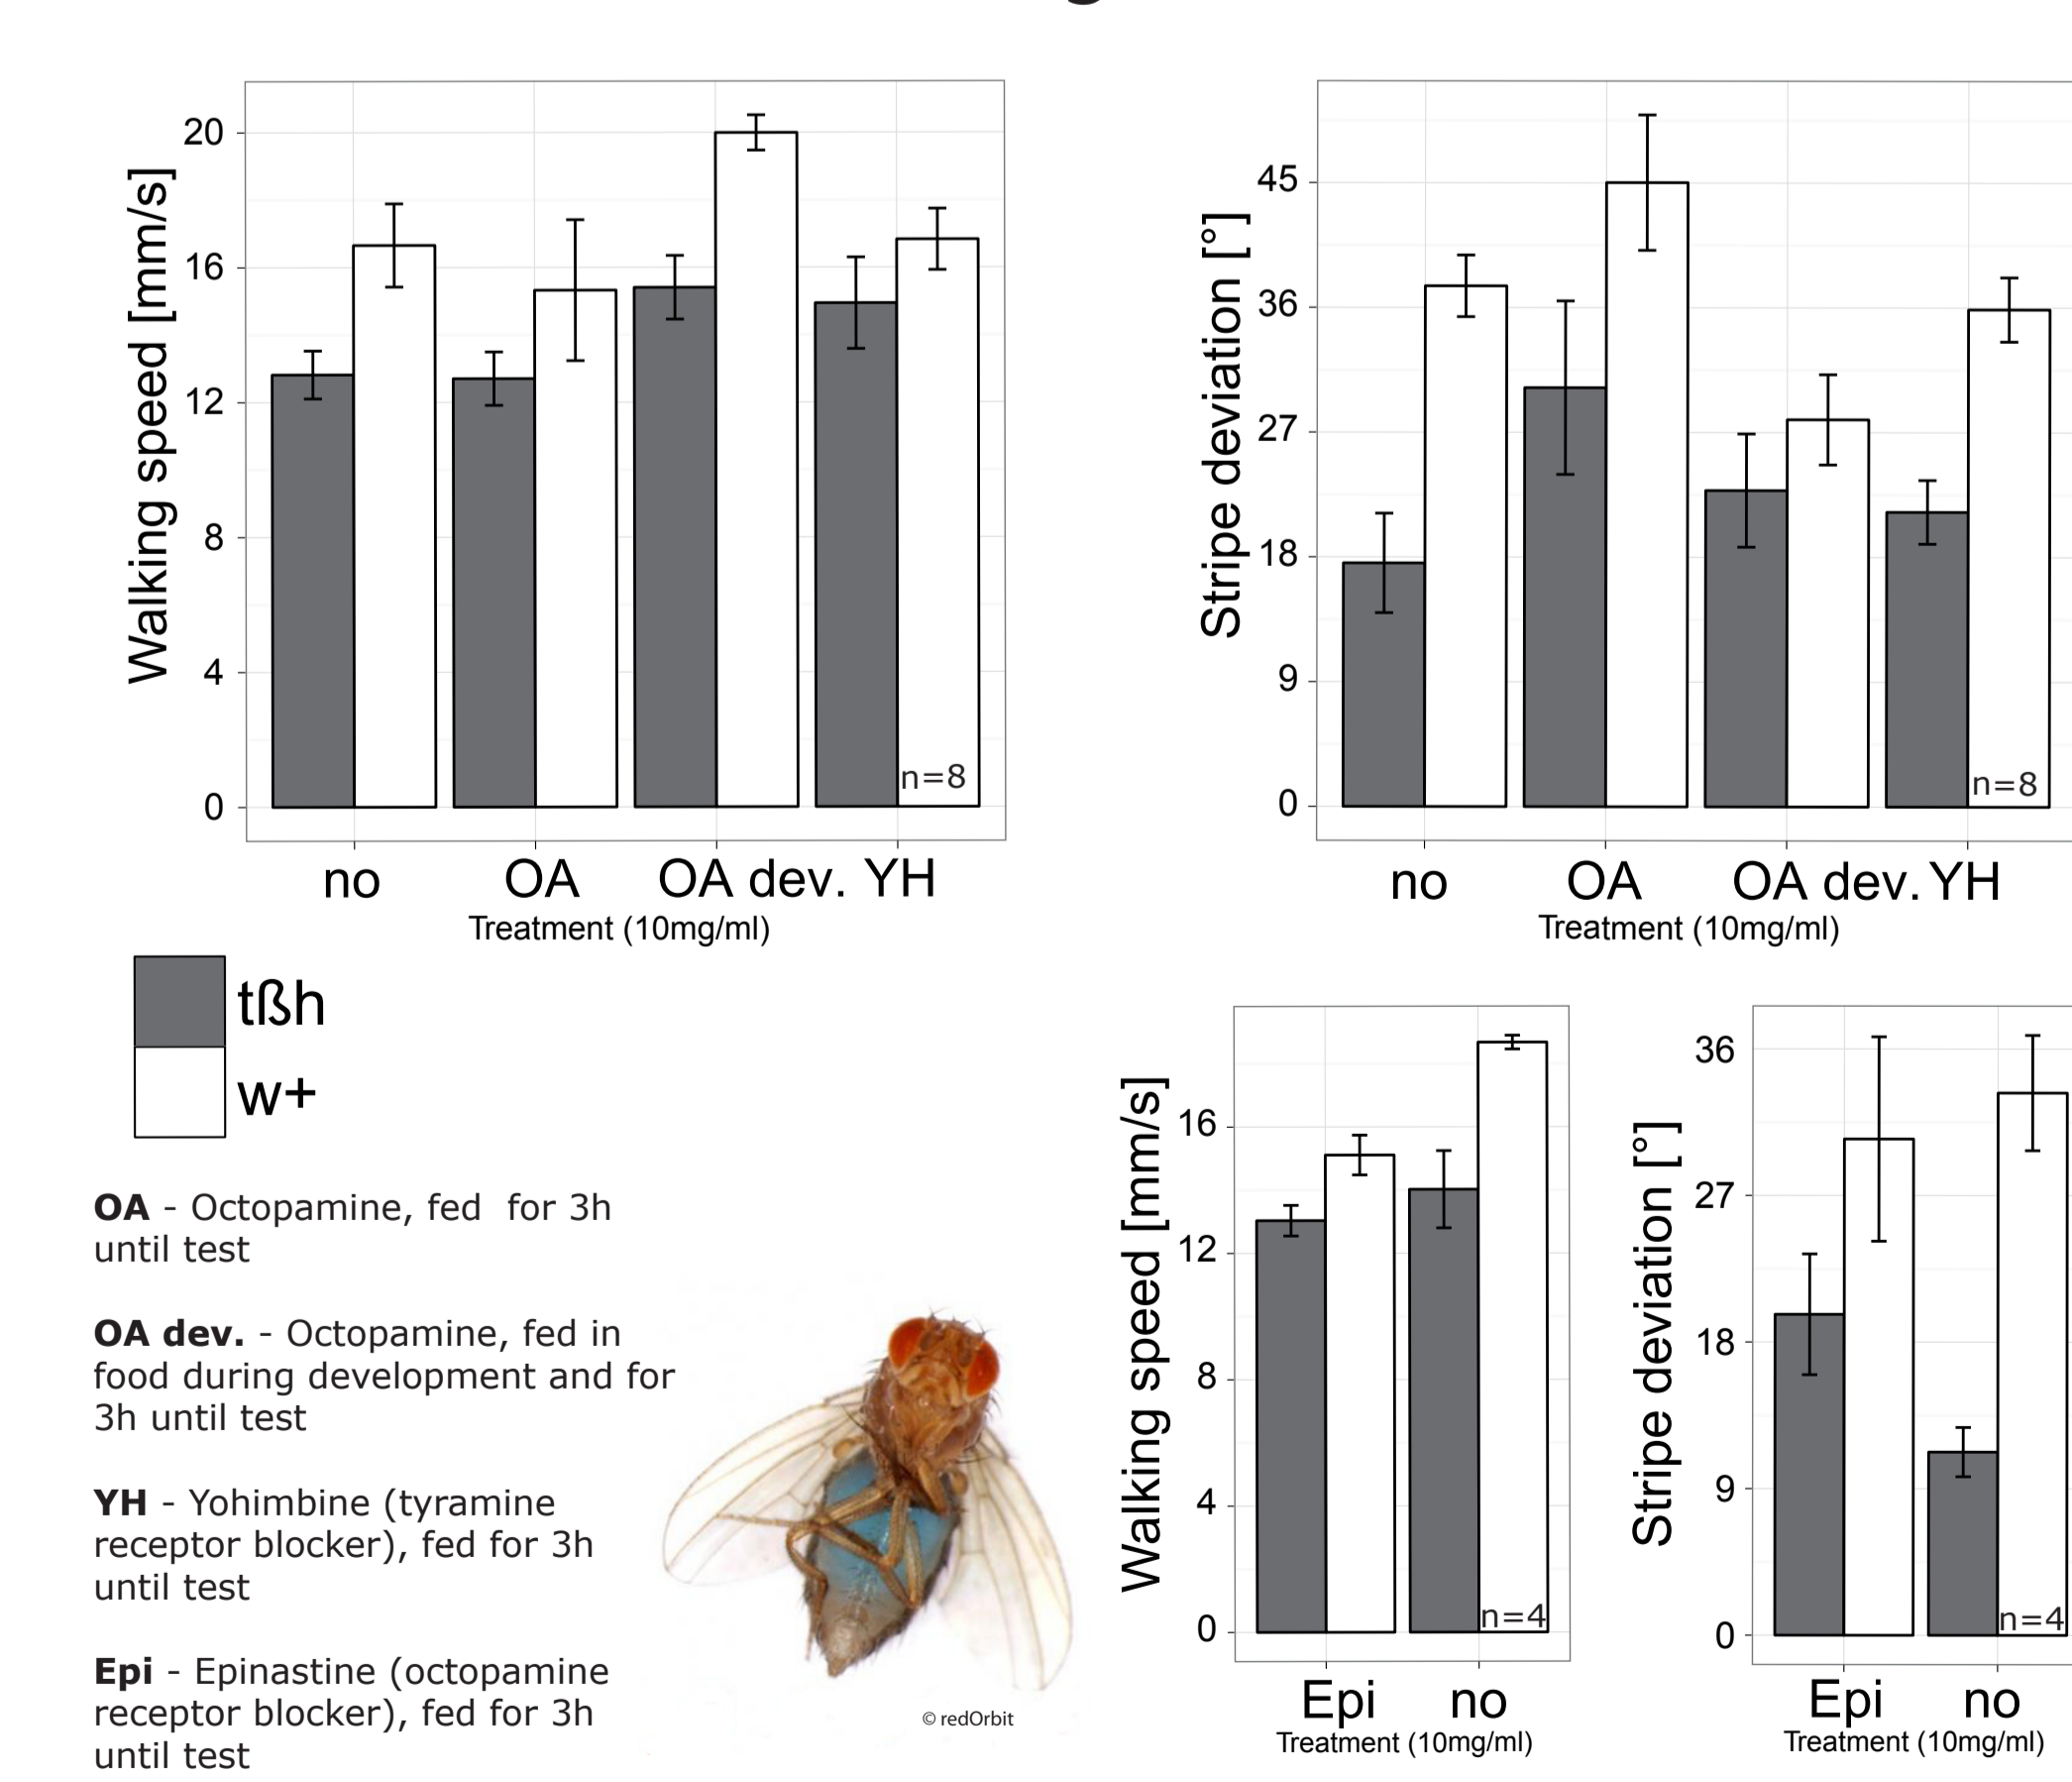 Walking speed [mm/s]
20
16
12
8
4
0
n=8
no OA OA dev. YH
Treatment (10mg/ml)
Stripe deviation [°]
45
36
27
18
9
0
n=8
no OA OA dev. YH
Treatment (10mg/ml)
tßh
w+
OA - Octopamine, fed for 3h
until test
OA dev. - Octopamine, fed in
food during development and for
3h until test
YH - Yohimbine (tyramine
receptor blocker), fed for 3h
until test
Epi - Epinastine (octopamine
receptor blocker), fed for 3h
until test
© redOrbit
Walking speed [mm/s]
16
12
8
4
0
n=4
Epi no
Treatment (10mg/ml)
Stripe deviation [°]
36
27
18
9
0
n=4
Epi no
Treatment (10mg/ml)